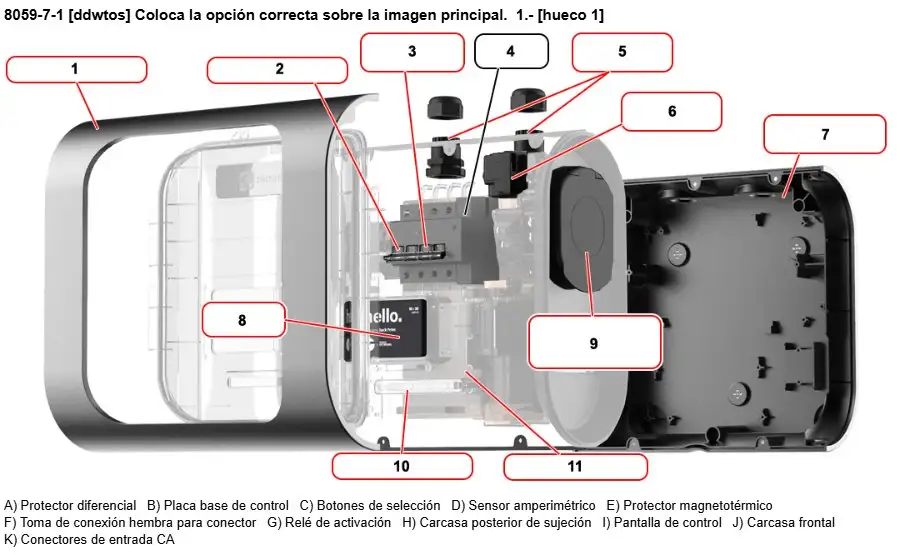 8059-7-1 [ddwtos] Coloca la opción correcta sobre la imagen principal.  1.- [hueco 1]
1
2
3
4
5
6
7
8
9
10
11
hello.
A) Protector diferencial   B) Placa base de control   C) Botones de selección   D) Sensor amperimétrico   E) Protector magnetotérmico
F) Toma de conexión hembra para conector   G) Relé de activación   H) Carcasa posterior de sujeción   I) Pantalla de control   J) Carcasa frontal
K) Conectores de entrada CA